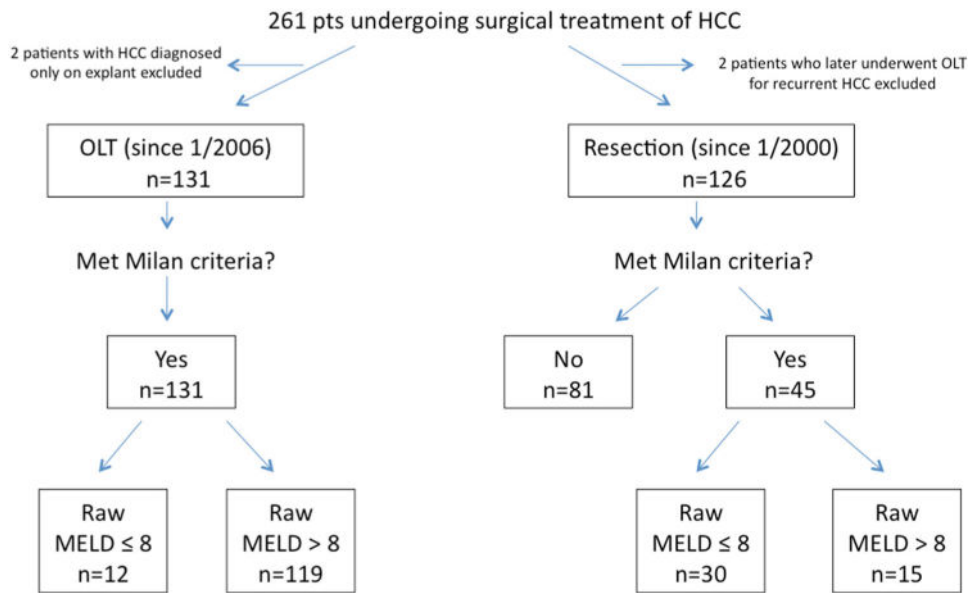 261 pts undergoing surgical treatment of HCC
2 patients with HCC diagnosed
only on explant excluded
2 patients who later underwent OLT
for recurrent HCC excluded
OLT (since 1/2006)
n=131
Resection (since 1/2000)
n=126
Met Milan criteria?
Met Milan criteria?
Yes
n=131
No
n=81
Yes
n=45
Raw
MELD ≤ 8
n=12
Raw
MELD > 8
n=119
Raw
MELD ≤ 8
n=30
Raw
MELD > 8
n=15